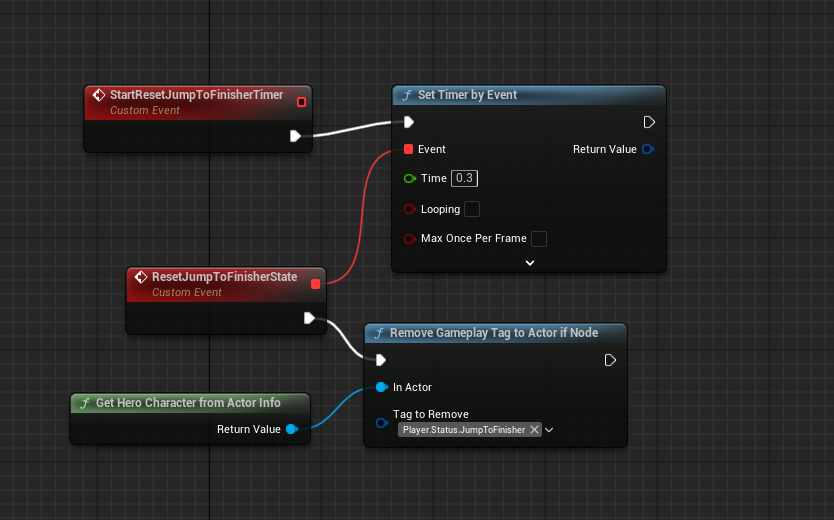 StartResetJumpToFinisherTimer
Custom Event
f Set Timer by Event
Event
Return Value
Time 0.3
Looping
Max Once Per Frame
ResetJumpToFinisherState
Custom Event
f Remove Gameplay Tag to Actor if Node
In Actor
Tag to Remove
Player.Status.JumpToFinisher
f Get Hero Character from Actor Info
Return Value